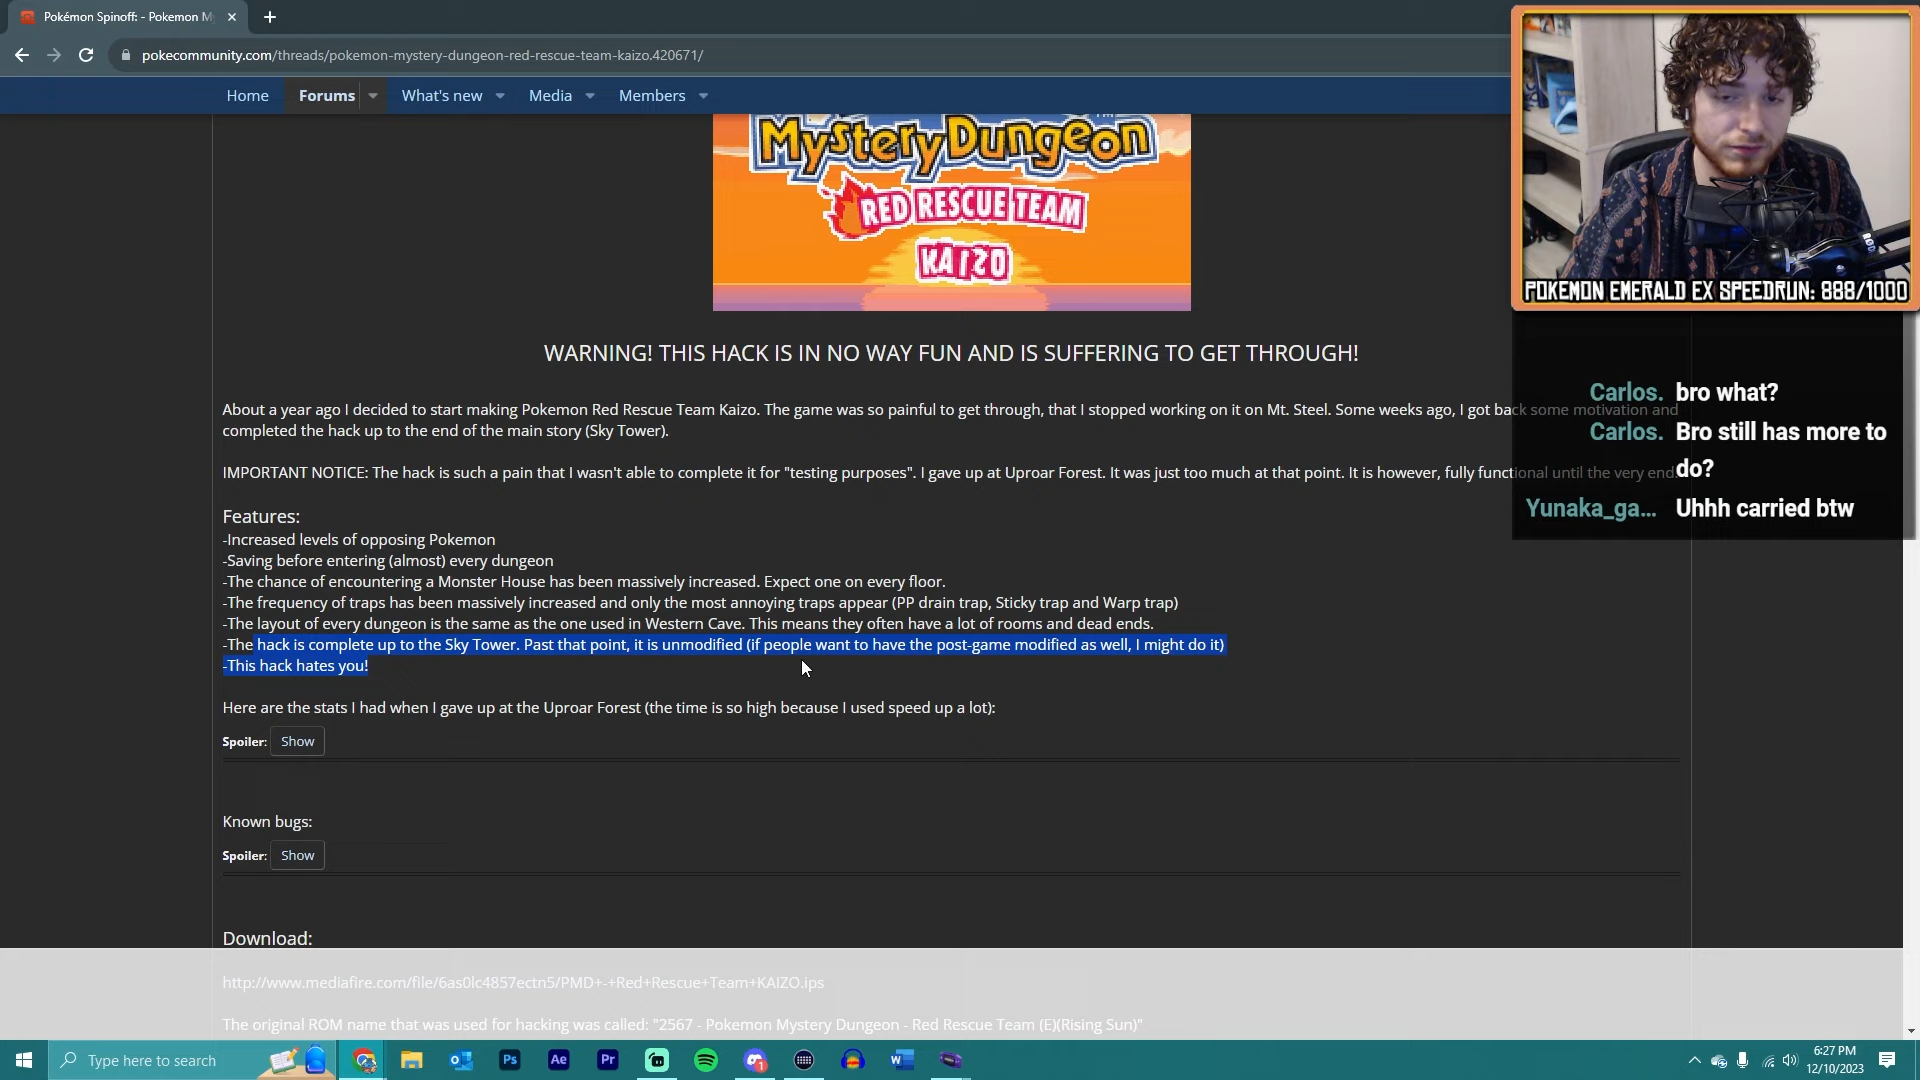 Pokémon Spinoff: - Pokemon M
pokecommunity.com/threads/pokemon-mystery-dungeon-red-rescue-team-kaizo.420671/
Home Forums What's new Media Members
Mystery Dungeon
RED RESCUE TEAM
KAIZO
POKEMON EMERALD EX SPEEDRUN: 888/1000
WARNING! THIS HACK IS IN NO WAY FUN AND IS SUFFERING TO GET THROUGH!
Carlos. bro what?
Carlos. Bro still has more to
do?
Yunaka_ga... Uhhh carried btw
About a year ago I decided to start making Pokemon Red Rescue Team Kaizo. The game was so painful to get through, that I stopped working on it on Mt. Steel. Some weeks ago, I got back some motivation and
completed the hack up to the end of the main story (Sky Tower).
IMPORTANT NOTICE: The hack is such a pain that I wasn't able to complete it for "testing purposes". I gave up at Uproar Forest. It was just too much at that point. It is however, fully functional until the very end.
Features:
-Increased levels of opposing Pokemon
-Saving before entering (almost) every dungeon
-The chance of encountering a Monster House has been massively increased. Expect one on every floor.
-The frequency of traps has been massively increased and only the most annoying traps appear (PP drain trap, Sticky trap and Warp trap)
-The layout of every dungeon is the same as the one used in Western Cave. This means they often have a lot of rooms and dead ends.
-The hack is complete up to the Sky Tower. Past that point, it is unmodified (if people want to have the post-game modified as well, I might do it)
-This hack hates you!
Here are the stats I had when I gave up at the Uproar Forest (the time is so high because I used speed up a lot):
Spoiler: Show
Known bugs:
Spoiler: Show
Download:
http://www.mediafire.com/file/6as0lc4857ectn5/PMD+-+Red+Rescue+Team+KAIZO.ips
The original ROM name that was used for hacking was called: "2567 - Pokemon Mystery Dungeon - Red Rescue Team (E)(Rising Sun)"
Type here to search
Ps Ae Pr
6:27 PM
12/10/2023